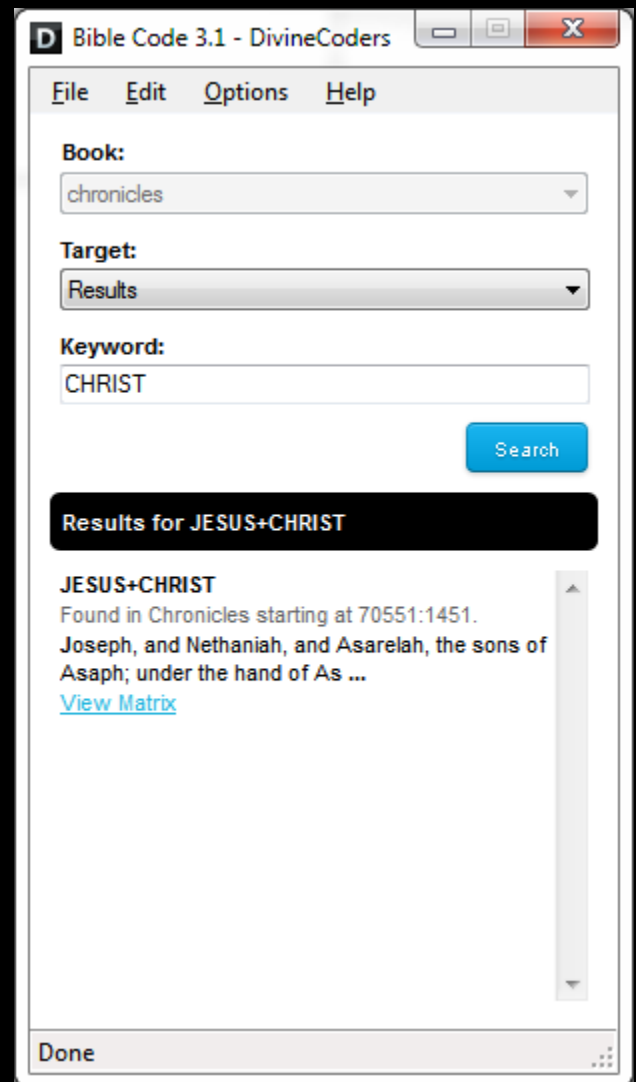 D Bible Code 3.1 - DivineCoders
File Edit Options Help
Book:
chronicles
Target:
Results
Keyword:
CHRIST
Search
Results for JESUS+CHRIST
JESUS+CHRIST
Found in Chronicles starting at 70551:1451.
Joseph, and Nethaniah, and Asarelah, the sons of
Asaph; under the hand of As ...
View Matrix
Done